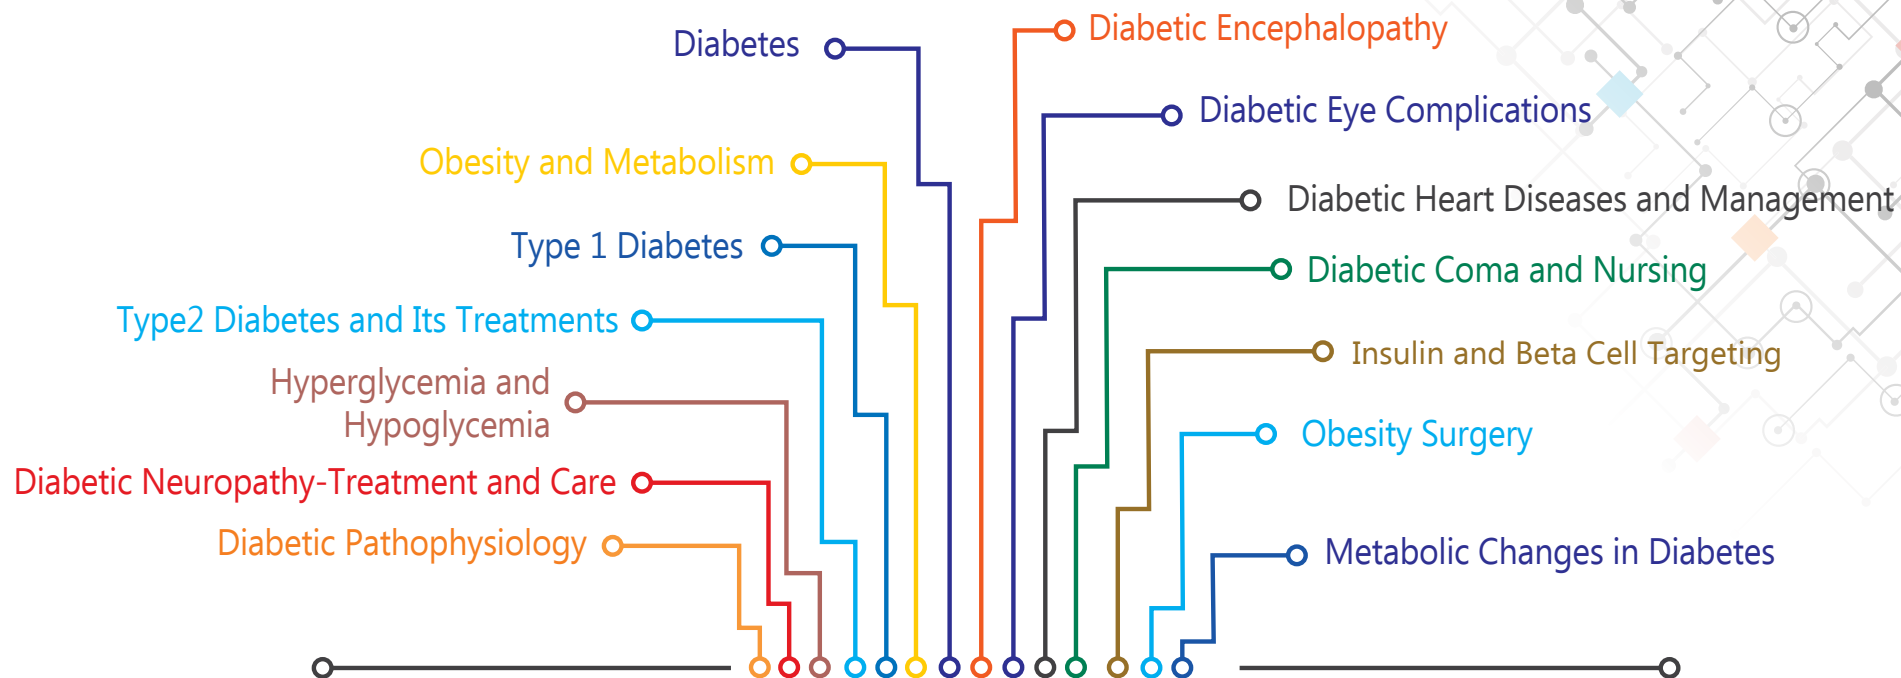 Diabetes
Obesity and Metabolism
Type 1 Diabetes
Type2 Diabetes and Its Treatments
Hyperglycemia and
Hypoglycemia
Diabetic Neuropathy-Treatment and Care
Diabetic Pathophysiology
Diabetic Encephalopathy
Diabetic Eye Complications
Diabetic Heart Diseases and Management
Diabetic Coma and Nursing
Insulin and Beta Cell Targeting
Obesity Surgery
Metabolic Changes in Diabetes